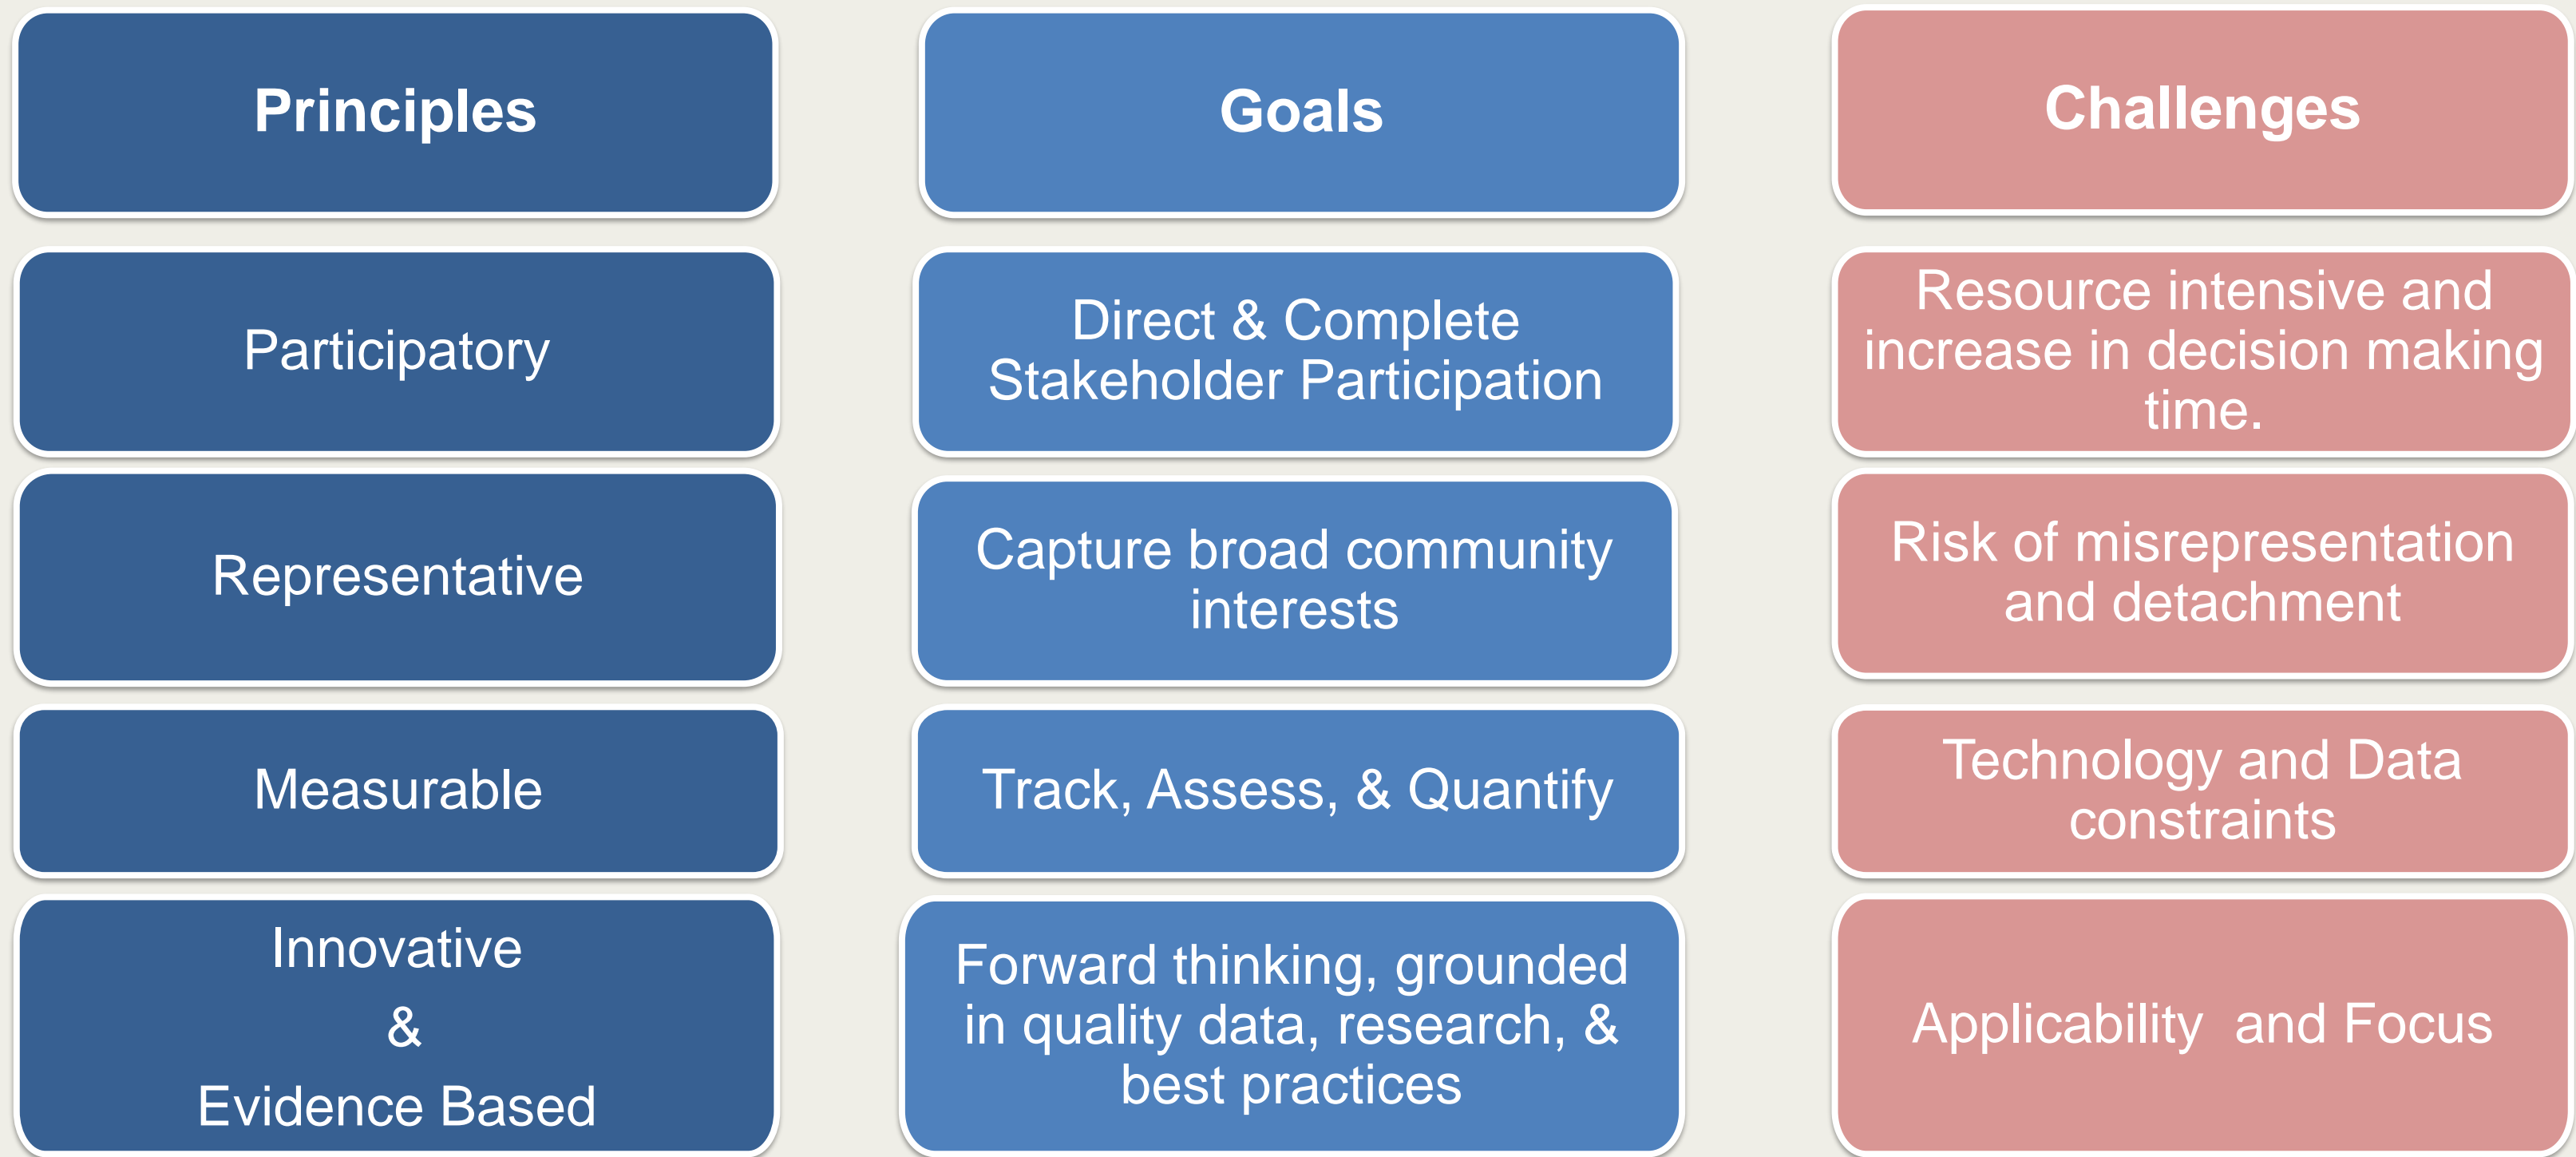 Principles
Goals
Challenges
Participatory
Direct & Complete
Stakeholder Participation
Resource intensive and
increase in decision making
time.
Representative
Capture broad community
interests
Risk of misrepresentation
and detachment
Measurable
Track, Assess, & Quantify
Technology and Data
constraints
Innovative
&
Evidence Based
Forward thinking, grounded
in quality data, research, &
best practices
Applicability and Focus